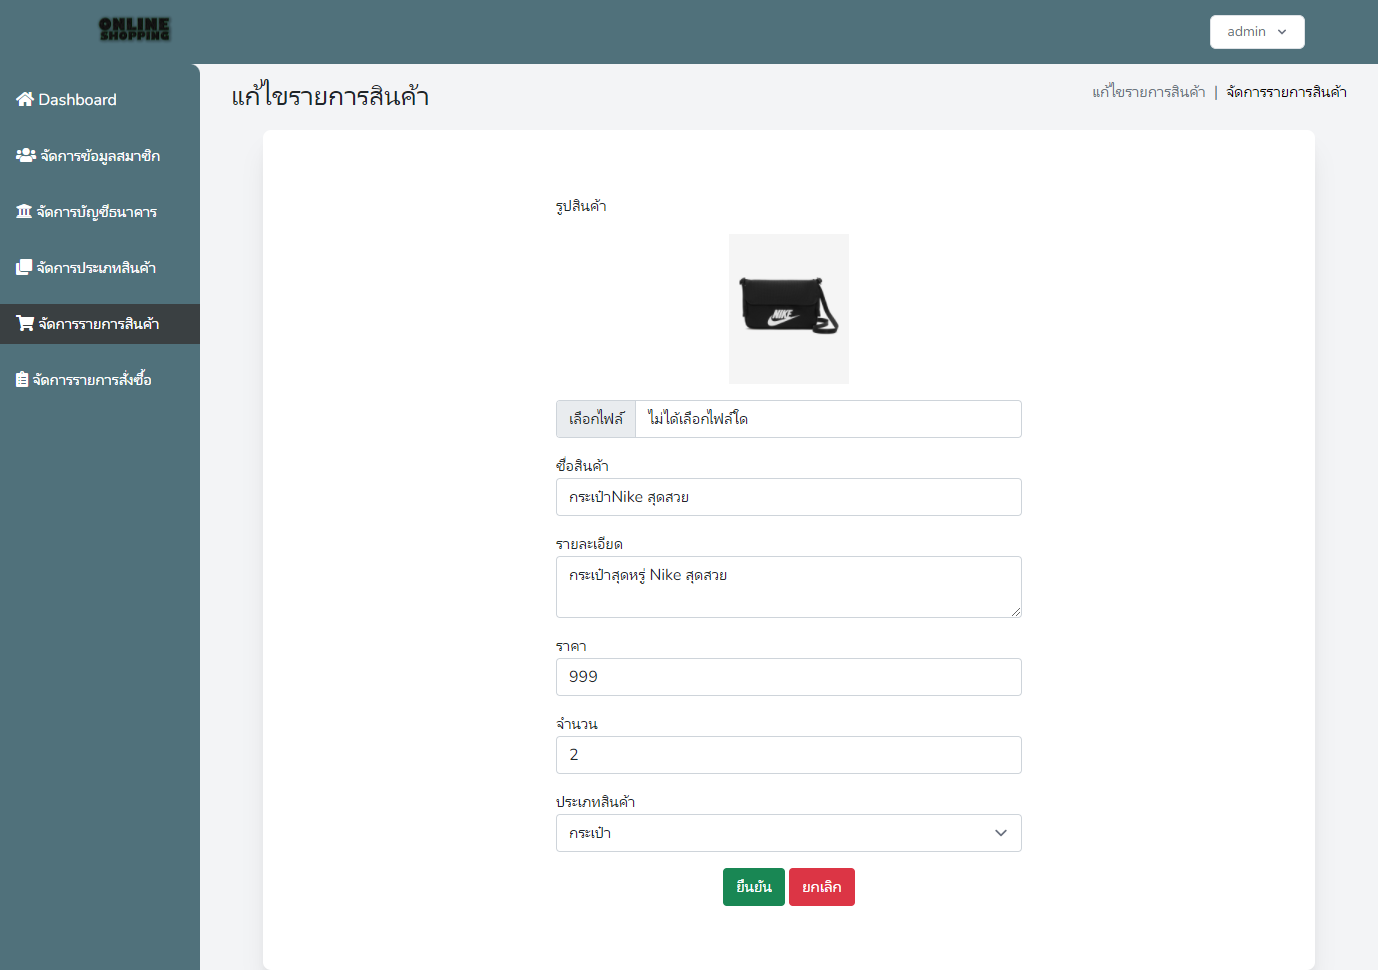 ONLINE
SHOPPING
admin
Dashboard
จัดการข้อมูลสมาชิก
จัดการบัญชีธนาคาร
จัดการประเภทสินค้า
จัดการรายการสินค้า
จัดการรายการสั่งซื้อ
แก้ไขรายการสินค้า
แก้ไขรายการสินค้า | จัดการรายการสินค้า
รูปสินค้า
NIKE
เลือกไฟล์ ไม่ได้เลือกไฟล์ใด
ชื่อสินค้า
กระเป๋าNike สุดสวย
รายละเอียด
กระเป๋าสุดหรู่ Nike สุดสวย
ราคา
999
จำนวน
2
ประเภทสินค้า
กระเป๋า
ยืนยัน ยกเลิก